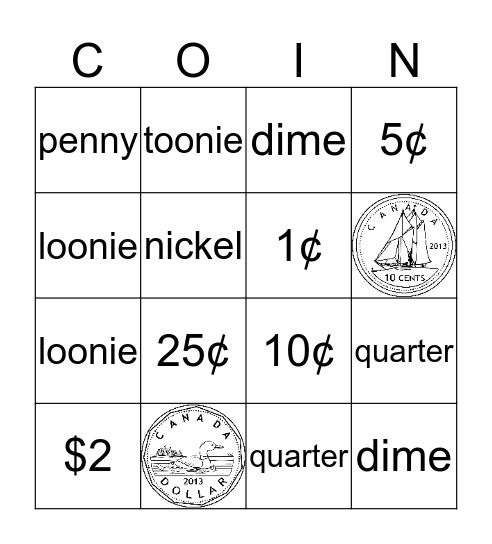 C O I N
penny toonie dime 5¢
loonie nickel 1¢ CANADA 2013 10 CENTS
loonie 25¢ 10¢ quarter
$2 CANADA 2013 DOLLAR quarter dime